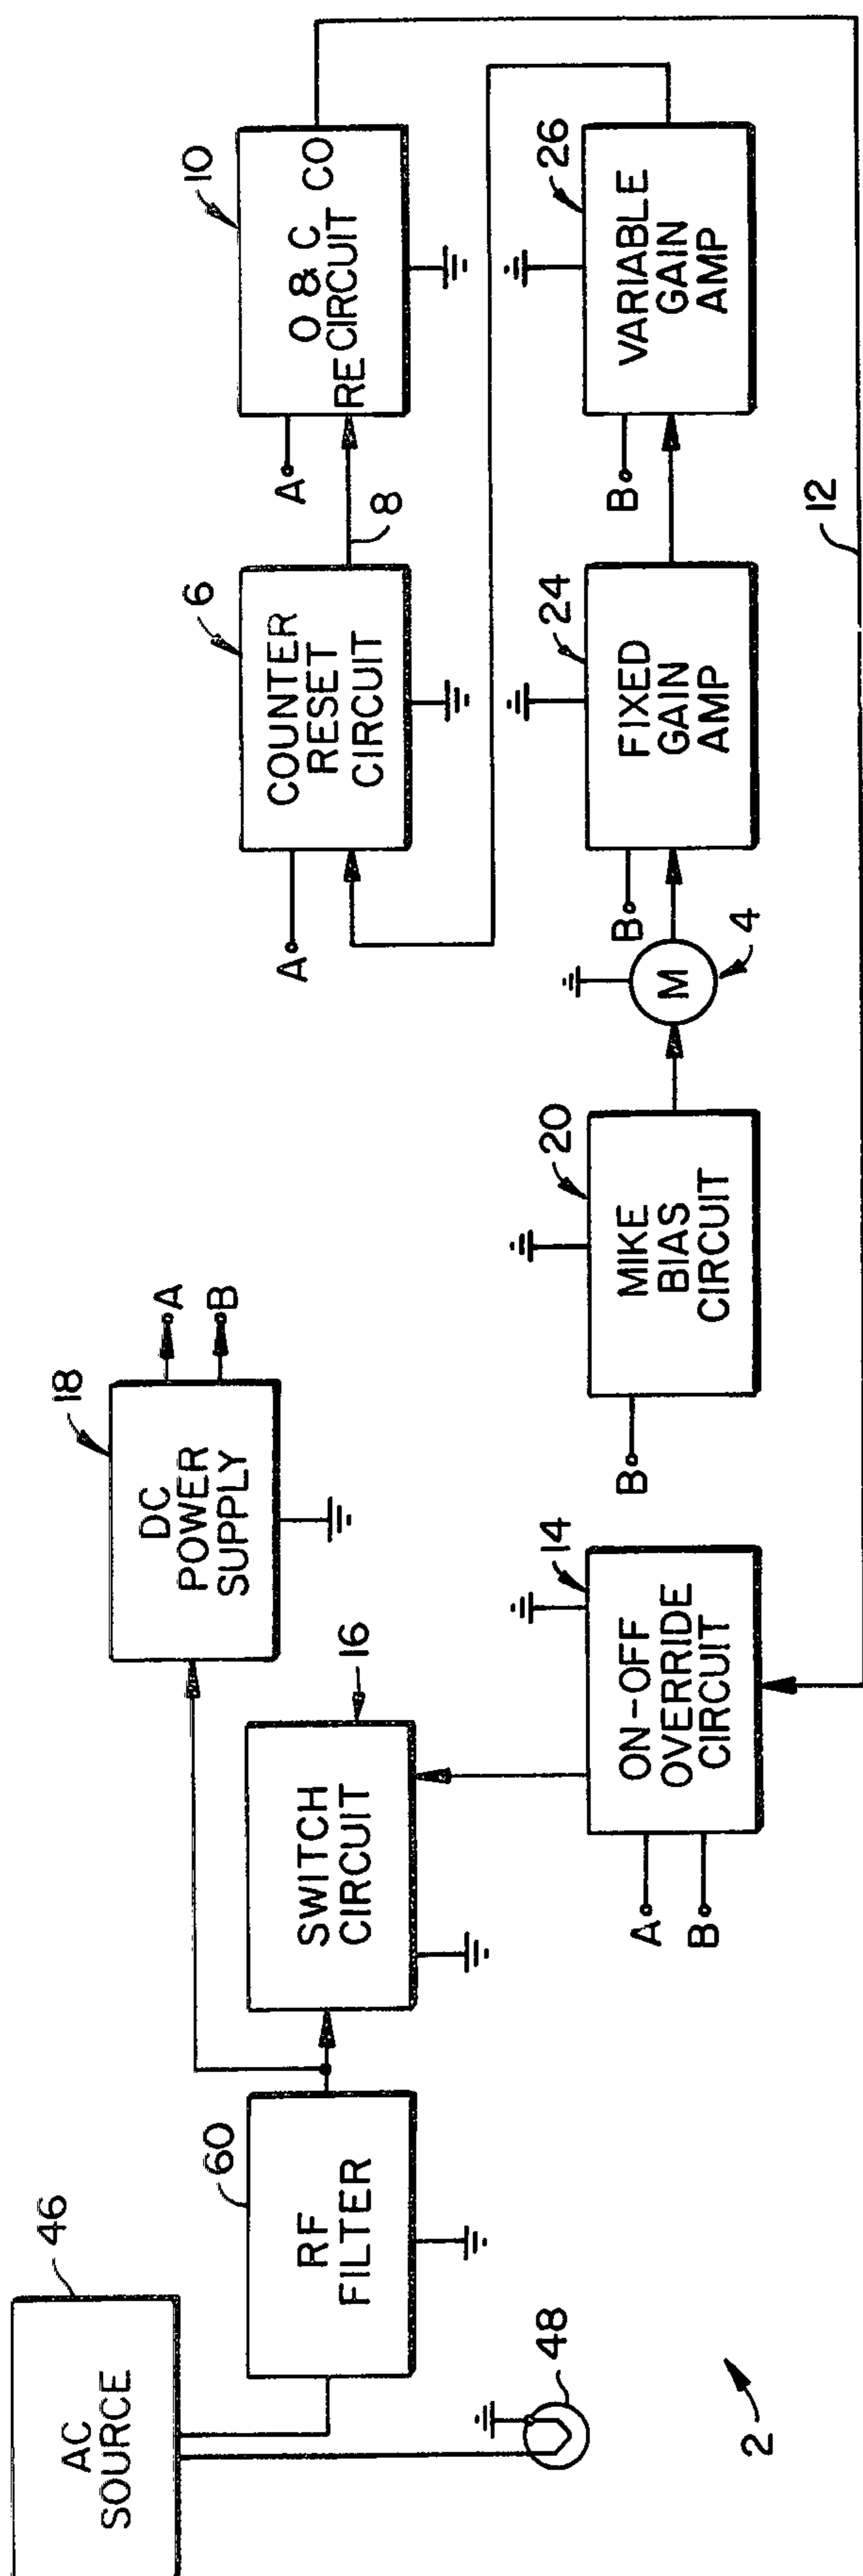 46
AC
SOURCE
60
RF
FILTER
48
2
16
SWITCH
CIRCUIT
18
DC
POWER
SUPPLY
A
B
14
ON-OFF
OVERRIDE
CIRCUIT
A
B
20
MIKE
BIAS
CIRCUIT
B
M
4
24
FIXED
GAIN
AMP
B
26
VARIABLE
GAIN
AMP
B
6
COUNTER
RESET
CIRCUIT
A
8
10
O & C
RE CIRCUIT CO
A
12